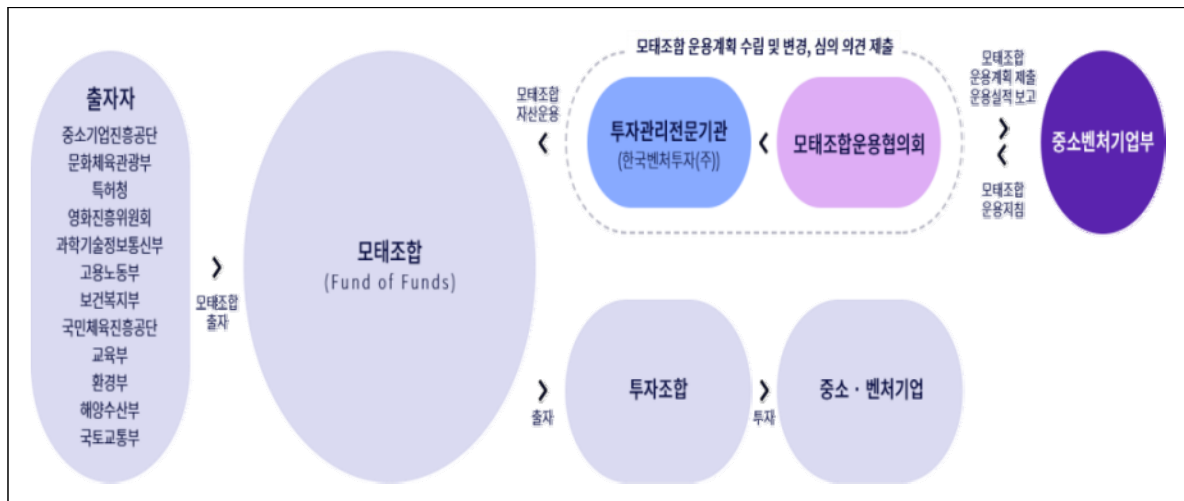 출자자
중소기업진흥공단
문화체육관광부
특허청
영화진흥위원회
과학기술정보통신부
고용노동부
보건복지부
국민체육진흥공단
교육부
환경부
해양수산부
국토교통부
모태조합
출자
모태조합
(Fund of Funds)
모태조합 운용계획 수립 및 변경, 심의 의견 제출
모태조합
자산운용
투자관리전문기관
(한국벤처투자(주))
모태조합운용협의회
모태조합
운용계획 제출
운용실적 보고
모태조합
운용지침
중소벤처기업부
출자
투자조합
투자
중소 · 벤처기업